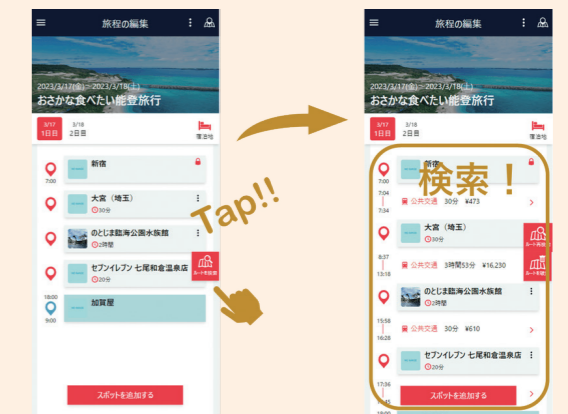 旅程の編集
2023/3/17(金)~2023/3/18(土)
おさかな食べたい能登旅行
3/17
1日目
3/18
2日目
宿泊地
新宿
7:00
大宮（埼玉）
30分
のとじま臨海公園水族館
2時間
セブンイレブン 七尾和倉温泉店
20分
ルートを検索
18:00
加賀屋
9:00
スポットを追加する
Tap!!
旅程の編集
2023/3/17(金)~2023/3/18(土)
おさかな食べたい能登旅行
3/17
1日目
3/18
2日目
宿泊地
新宿
検索！
7:00
7:04
公共交通 30分 ¥473
7:34
大宮（埼玉）
30分
8:37
公共交通 3時間53分 ¥16,230
13:18
のとじま臨海公園水族館
2時間
15:58
公共交通 30分 ¥610
16:28
セブンイレブン 七尾和倉温泉店
20分
17:06
スポットを追加する
18:00